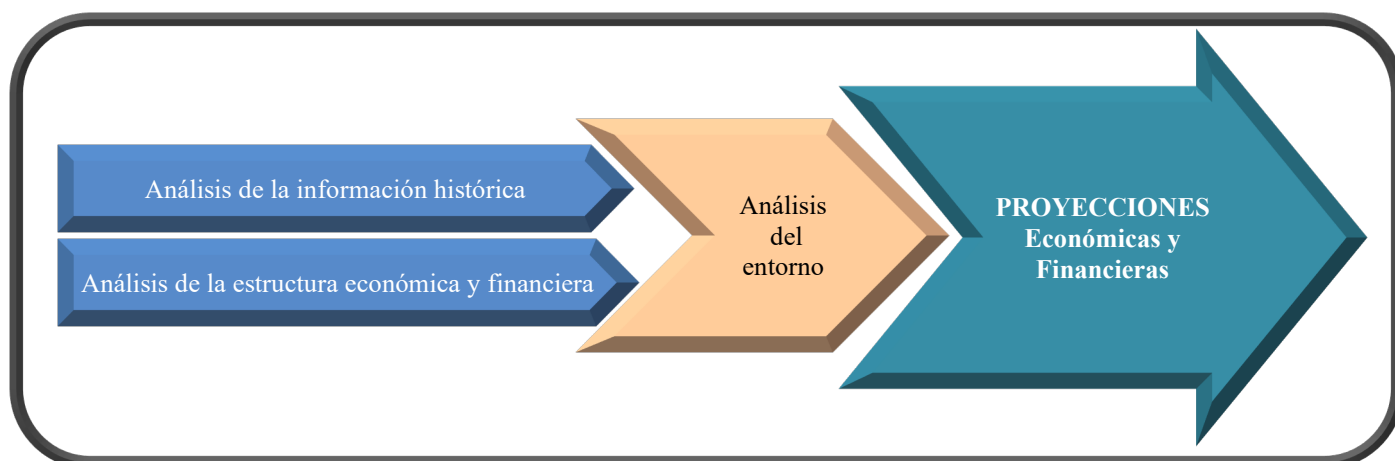 Análisis de la información histórica
Análisis de la estructura económica y financiera
Análisis
del
entorno
PROYECCIONES
Económicas y
Financieras